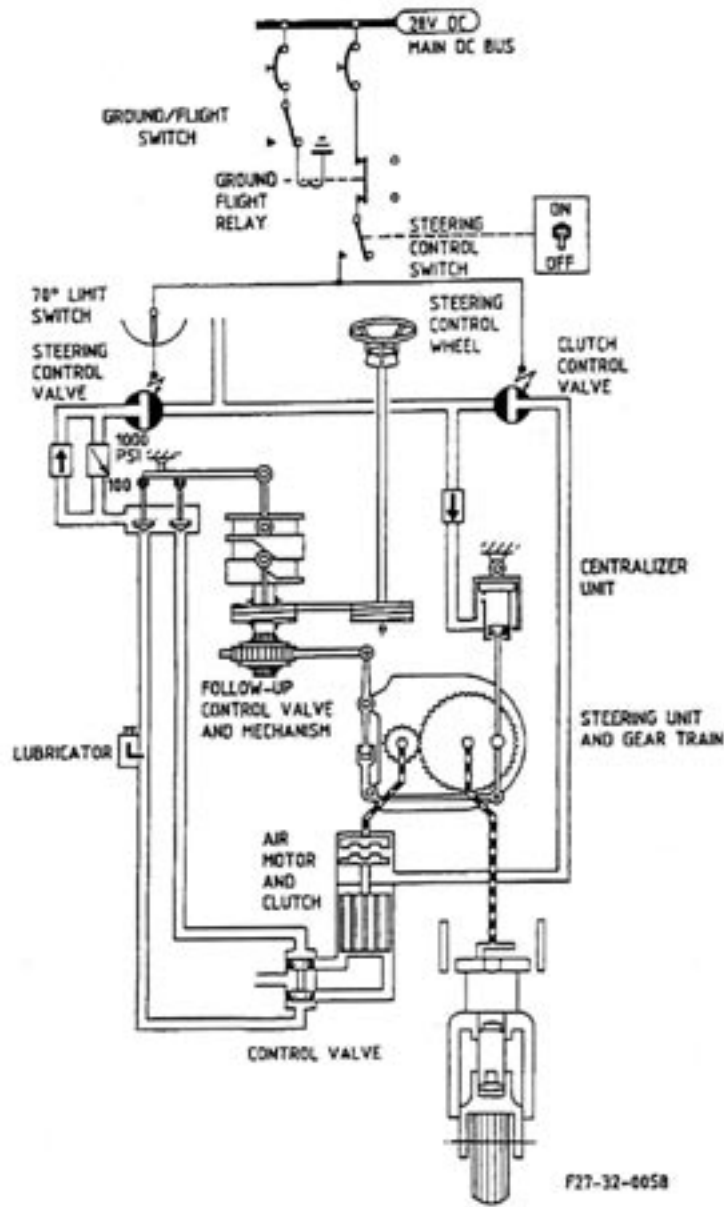 28V DC
MAIN DC BUS
GROUND/FLIGHT
SWITCH
GROUND
FLIGHT
RELAY
STEERING
CONTROL
SWITCH
ON
OFF
70° LIMIT
SWITCH
STEERING
CONTROL
VALVE
STEERING
CONTROL
WHEEL
CLUTCH
CONTROL
VALVE
1000
PSI
100
CENTRALIZER
UNIT
FOLLOW-UP
CONTROL VALVE
AND MECHANISM
STEERING UNIT
AND GEAR TRAIN
LUBRICATOR
AIR
MOTOR
AND
CLUTCH
CONTROL VALVE
F27-32-0058